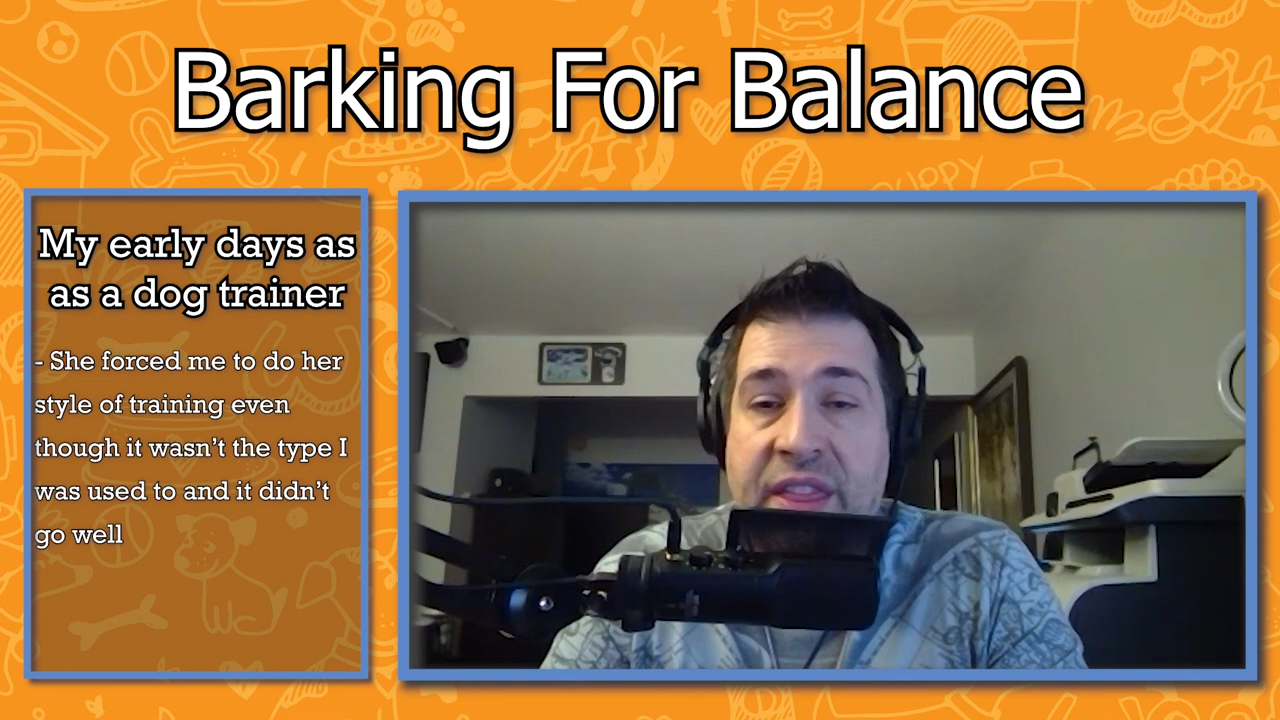 Barking For Balance
My early days as
as a dog trainer
- She forced me to do her
style of training even
though it wasn't the type I
was used to and it didn't
go well
PUPPY